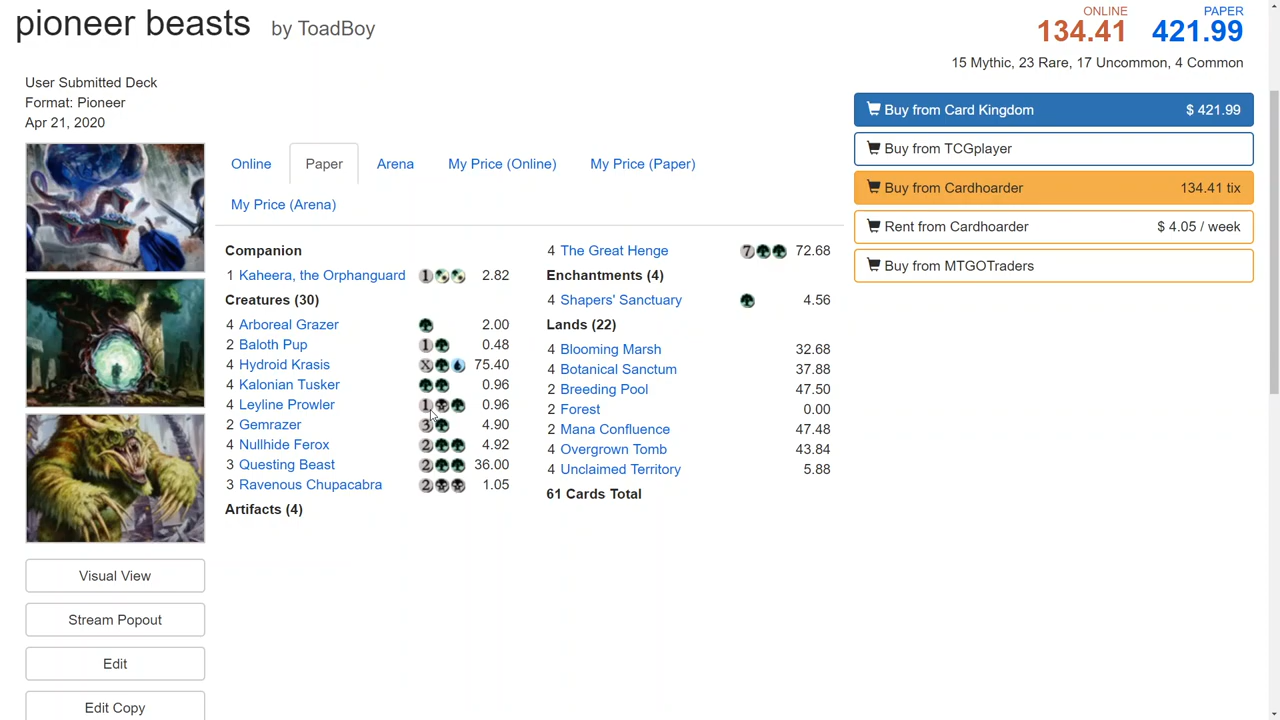 pioneer beasts by ToadBoy
ONLINE PAPER
134.41 421.99
15 Mythic, 23 Rare, 17 Uncommon, 4 Common
User Submitted Deck
Format: Pioneer
Apr 21, 2020
Online Paper Arena My Price (Online) My Price (Paper)
My Price (Arena)
Companion
1 Kaheera, the Orphanguard 1 2.82
Creatures (30)
4 Arboreal Grazer 2.00
2 Baloth Pup 1 0.48
4 Hydroid Krasis X 75.40
4 Kalonian Tusker 0.96
4 Leyline Prowler 1 0.96
2 Gemrazer 3 4.90
4 Nullhide Ferox 2 4.92
3 Questing Beast 2 36.00
3 Ravenous Chupacabra 2 1.05
Artifacts (4)
4 The Great Henge 7 72.68
Enchantments (4)
4 Shapers' Sanctuary 4.56
Lands (22)
4 Blooming Marsh 32.68
4 Botanical Sanctum 37.88
2 Breeding Pool 47.50
2 Forest 0.00
2 Mana Confluence 47.48
4 Overgrown Tomb 43.84
4 Unclaimed Territory 5.88
61 Cards Total
Buy from Card Kingdom $ 421.99
Buy from TCGplayer
Buy from Cardhoarder 134.41 tix
Rent from Cardhoarder $ 4.05 / week
Buy from MTGOTraders
Visual View
Stream Popout
Edit
Edit Copy